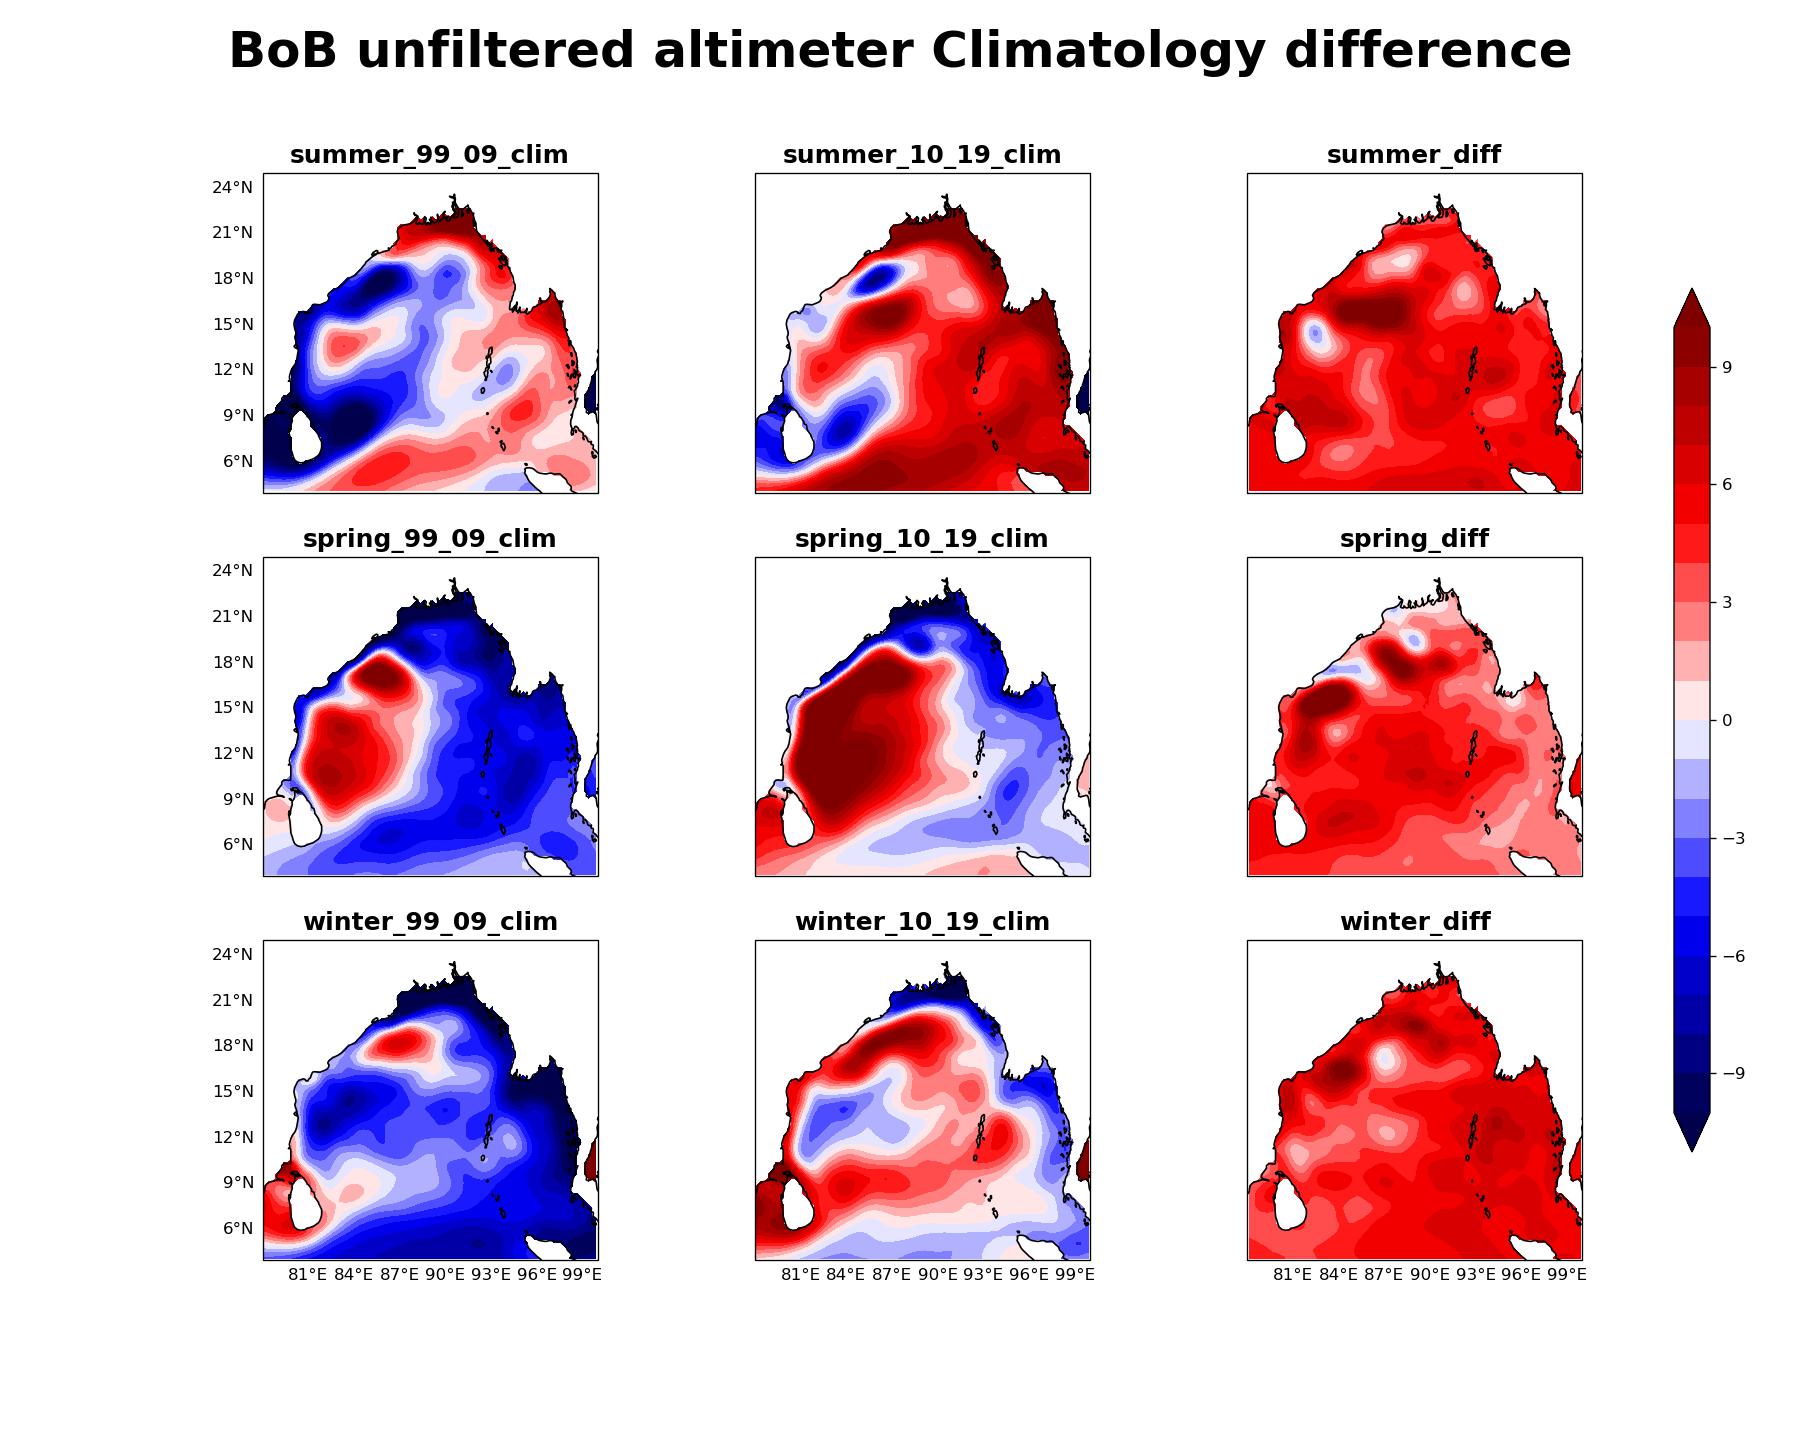 BoB unfiltered altimeter Climatology difference
summer_99_09_clim
summer_10_19_clim
summer_diff
24°N
21°N
18°N
15°N
12°N
9°N
6°N
spring_99_09_clim
spring_10_19_clim
spring_diff
24°N
21°N
18°N
15°N
12°N
9°N
6°N
winter_99_09_clim
winter_10_19_clim
winter_diff
24°N
21°N
18°N
15°N
12°N
9°N
6°N
81°E 84°E 87°E 90°E 93°E 96°E 99°E
81°E 84°E 87°E 90°E 93°E 96°E 99°E
81°E 84°E 87°E 90°E 93°E 96°E 99°E
9
6
3
0
−3
−6
−9